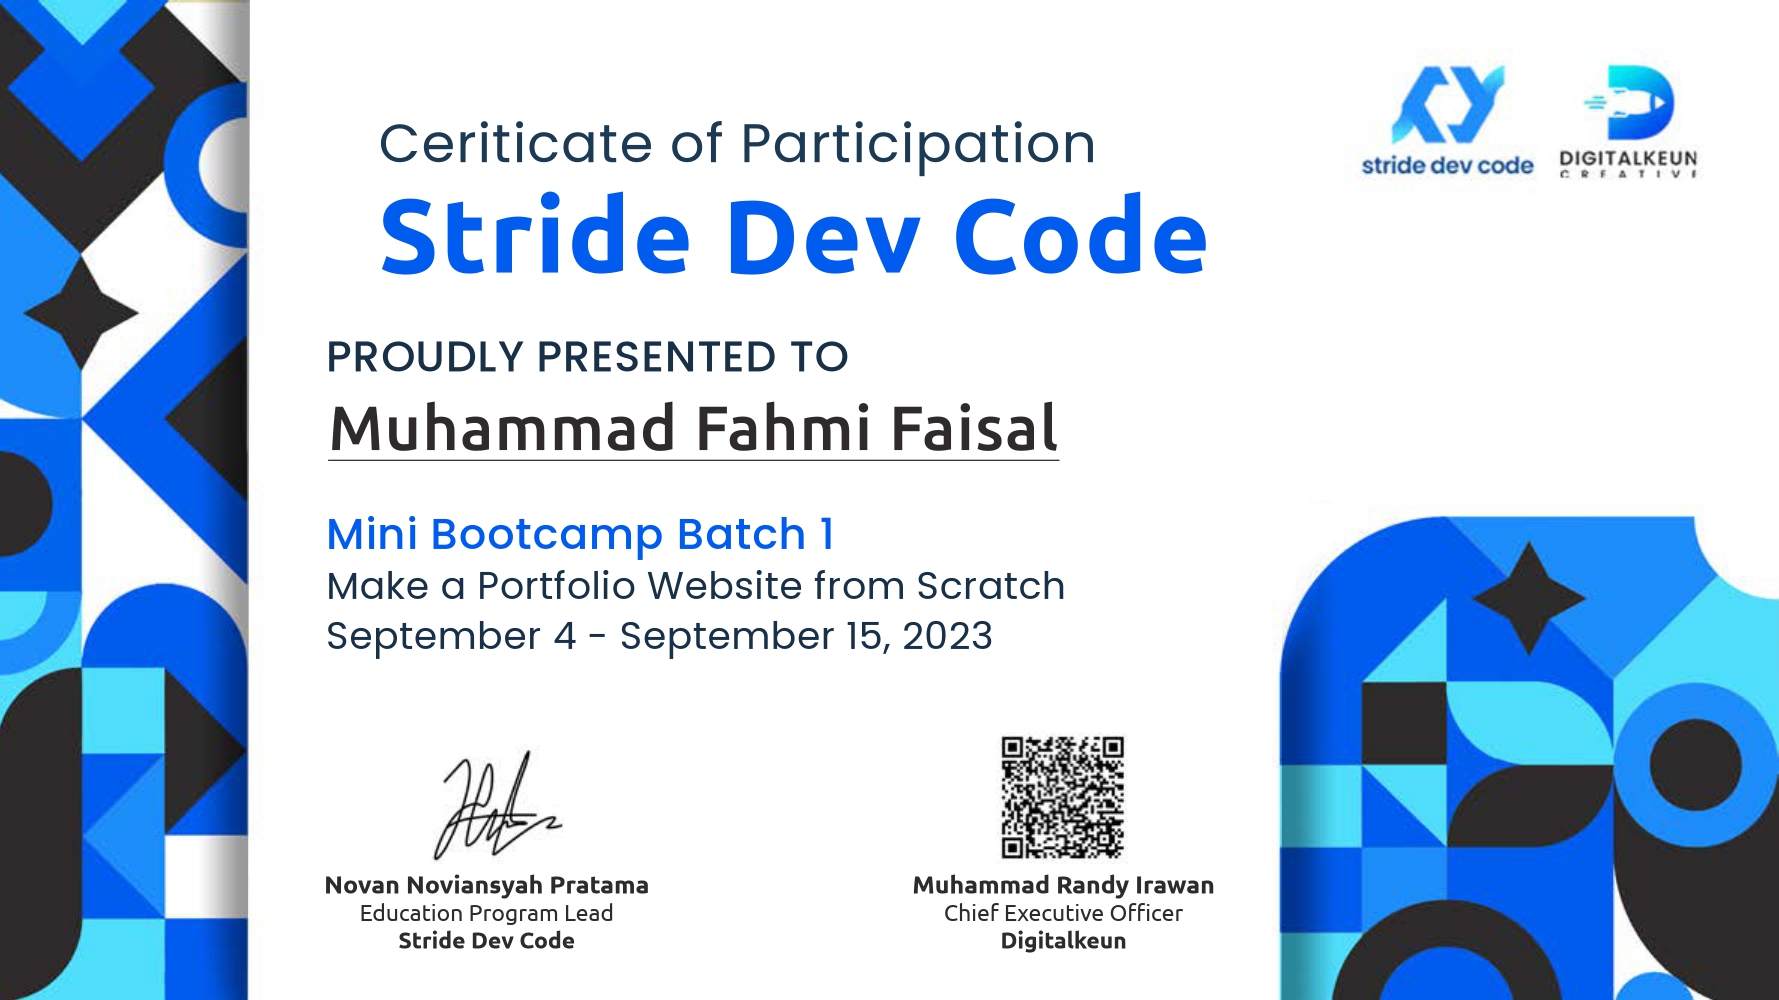 Ceriticate of Participation
Stride Dev Code
stride dev code
DIGITALKEUN
CREATIVE
PROUDLY PRESENTED TO
Muhammad Fahmi Faisal
Mini Bootcamp Batch 1
Make a Portfolio Website from Scratch
September 4 - September 15, 2023
Novan Noviansyah Pratama
Education Program Lead
Stride Dev Code
Muhammad Randy Irawan
Chief Executive Officer
Digitalkeun